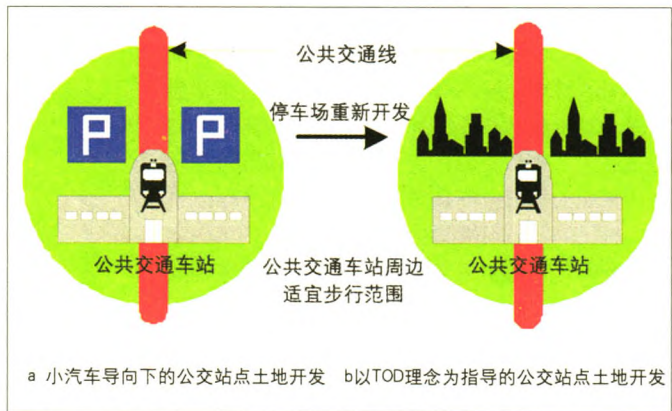 公共交通线
P P P P
停车场重新开发
公共交通车站
公共交通车站周边
适宜步行范围
公共交通车站
a 小汽车导向下的公交站点土地开发 b以TOD理念为指导的公交站点土地开发